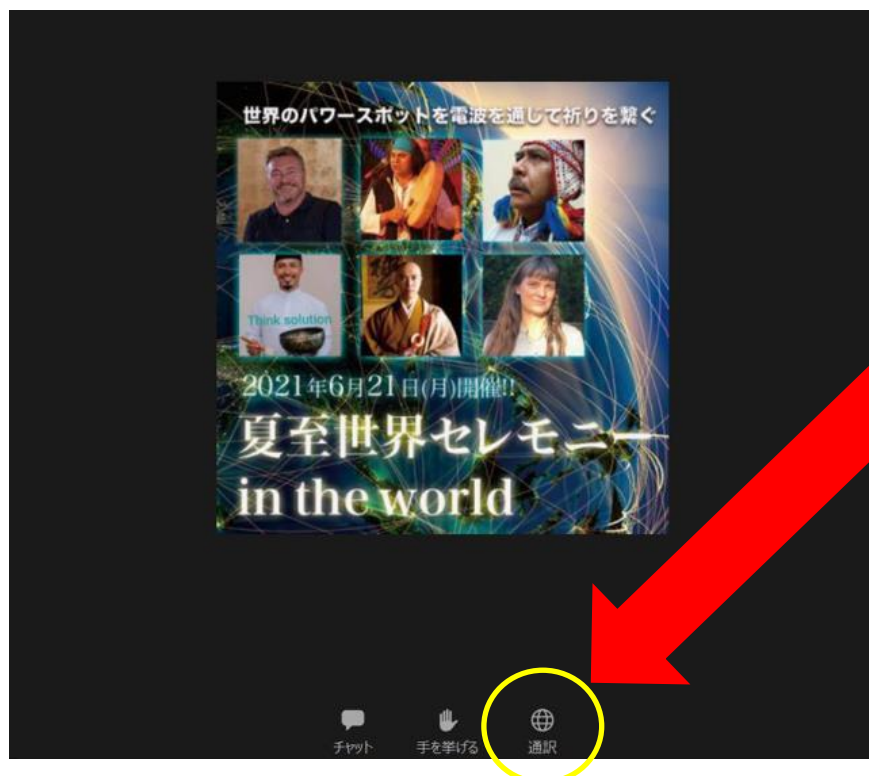 世界のパワースポットを電波を通じて祈りを繋ぐ
Think solution
2021年6月21日(月)開催!!
夏至世界セレモニー
in the world
チャット
手を挙げる
通訳